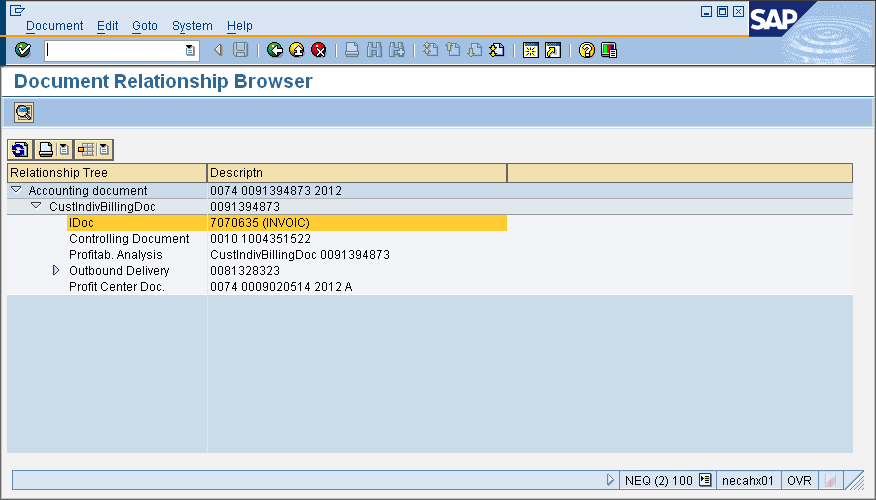 Document Edit Goto System Help
SAP
Document Relationship Browser
Relationship Tree Descriptn
Accounting document 0074 0091394873 2012
CustIndivBillingDoc 0091394873
IDoc 7070635 (INVOIC)
Controlling Document 0010 1004351522
Profitab. Analysis CustIndivBillingDoc 0091394873
Outbound Delivery 0081328323
Profit Center Doc. 0074 0009020514 2012 A
NEQ (2) 100 necahx01 OVR